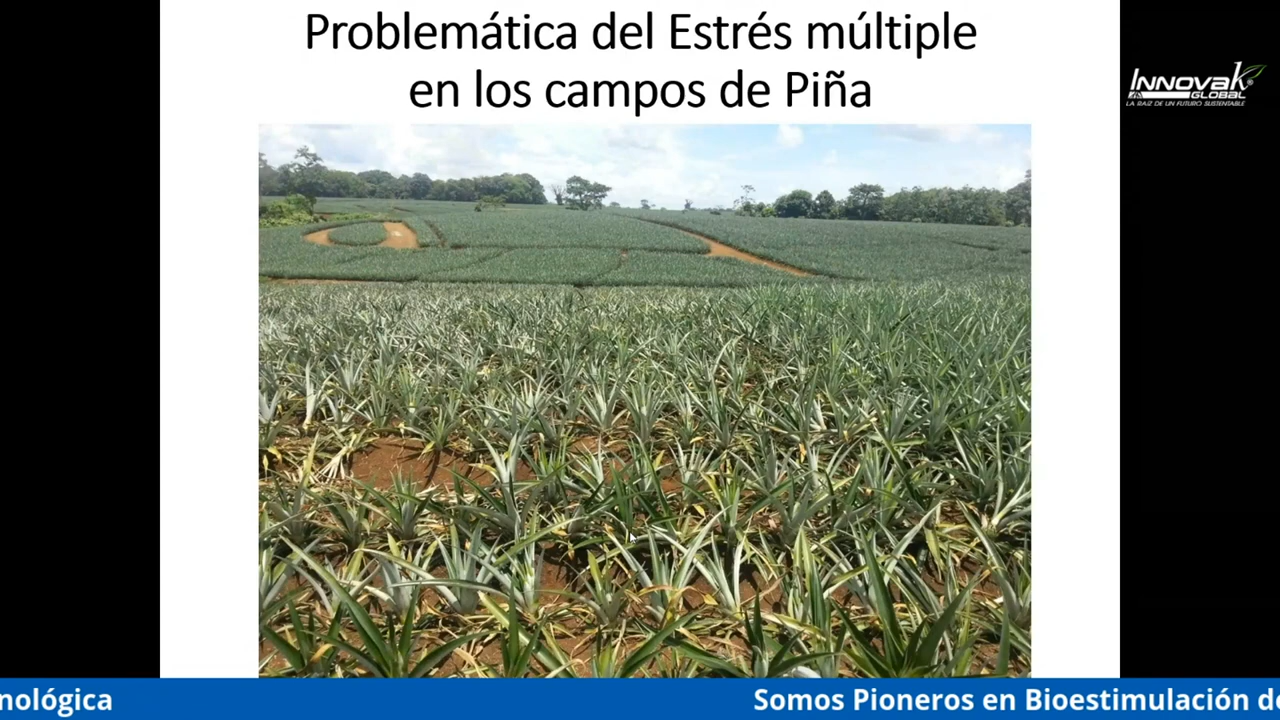 Problemática del Estrés múltiple
en los campos de Piña
INNOVAK
GLOBAL
LA RAÍZ DE UN FUTURO SUSTENTABLE
nológica
Somos Pioneros en Bioestimulación de